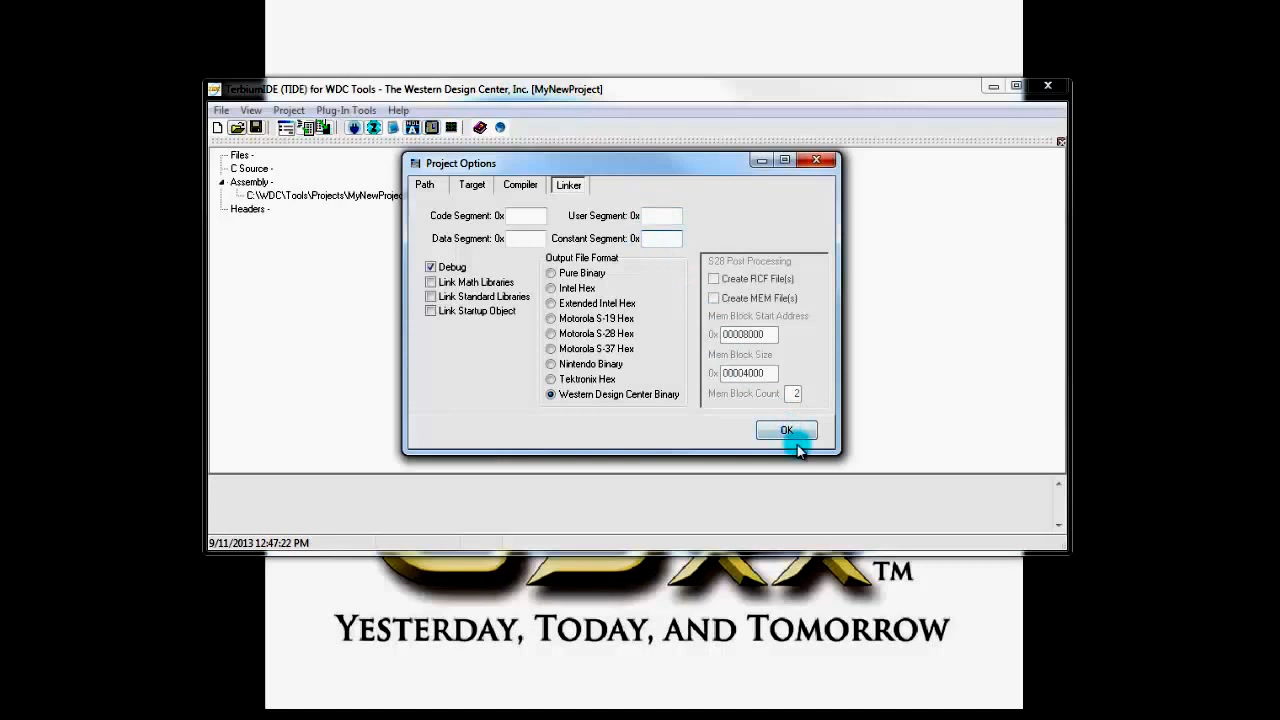 TerbiumIDE (TIDE) for WDC Tools - The Western Design Center, Inc. [MyNewProject]
File View Project Plug-In Tools Help
Files -
C Source -
Assembly -
C:\WDC\Tools\Projects\MyNewProjec
Headers -
Project Options
Path Target Compiler Linker
Code Segment: 0x User Segment: 0x
Data Segment: 0x Constant Segment: 0x
Debug
Link Math Libraries
Link Standard Libraries
Link Startup Object
Output File Format
Pure Binary
Intel Hex
Extended Intel Hex
Motorola S-19 Hex
Motorola S-28 Hex
Motorola S-37 Hex
Nintendo Binary
Tektronix Hex
Western Design Center Binary
S28 Post Processing
Create RCF File(s)
Create MEM File(s)
Mem Block Start Address
0x 00008000
Mem Block Size
0x 00004000
Mem Block Count 2
OK
9/11/2013 12:47:22 PM
TM
Yesterday, Today, and Tomorrow